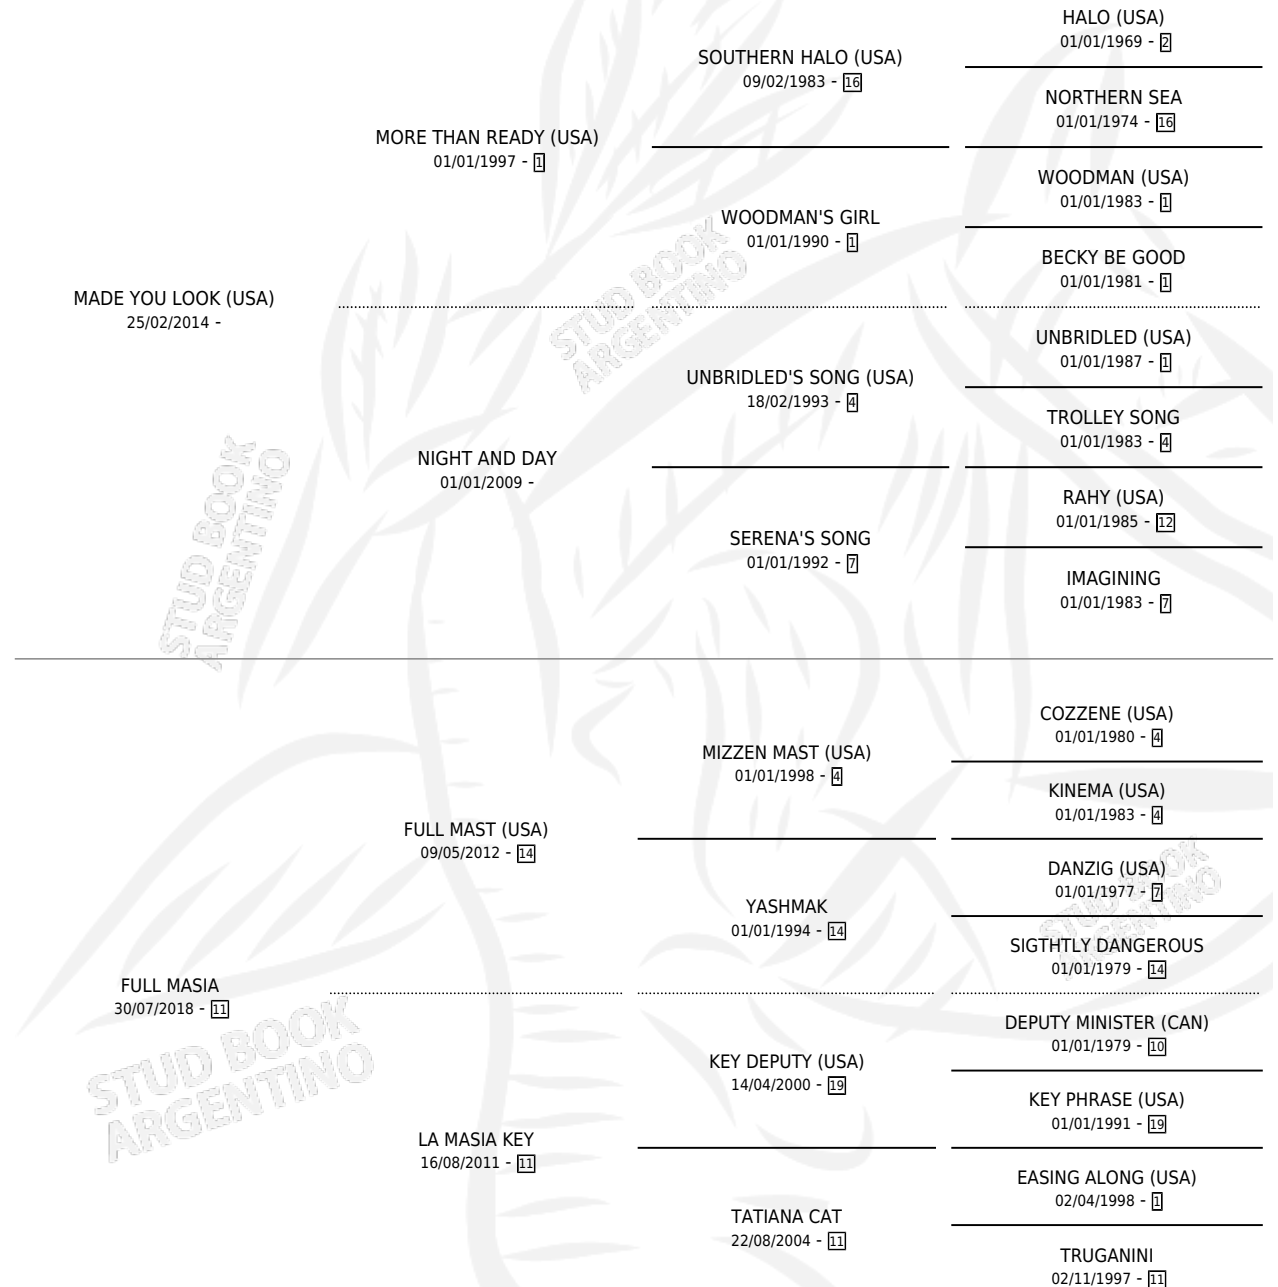 HALO (USA)
01/01/1969 - 2
SOUTHERN HALO (USA)
09/02/1983 - 16
NORTHERN SEA
01/01/1974 - 16
MORE THAN READY (USA)
01/01/1997 - 1
WOODMAN (USA)
01/01/1983 - 1
WOODMAN'S GIRL
01/01/1990 - 1
BECKY BE GOOD
01/01/1981 - 1
MADE YOU LOOK (USA)
25/02/2014 -
UNBRIDLED (USA)
01/01/1987 - 1
UNBRIDLED'S SONG (USA)
18/02/1993 - 4
TROLLEY SONG
01/01/1983 - 4
NIGHT AND DAY
01/01/2009 -
RAHY (USA)
01/01/1985 - 12
SERENA'S SONG
01/01/1992 - 7
IMAGINING
01/01/1983 - 7
COZZENE (USA)
01/01/1980 - 4
MIZZEN MAST (USA)
01/01/1998 - 4
KINEMA (USA)
01/01/1983 - 4
FULL MAST (USA)
09/05/2012 - 14
DANZIG (USA)
01/01/1977 - 7
YASHMAK
01/01/1994 - 14
SIGTHTLY DANGEROUS
01/01/1979 - 14
FULL MASIA
30/07/2018 - 11
DEPUTY MINISTER (CAN)
01/01/1979 - 10
KEY DEPUTY (USA)
14/04/2000 - 19
KEY PHRASE (USA)
01/01/1991 - 19
LA MASIA KEY
16/08/2011 - 11
EASING ALONG (USA)
02/04/1998 - 1
TATIANA CAT
22/08/2004 - 11
TRUGANINI
02/11/1997 - 11
STUD BOOK
ARGENTINO
STUD BOOK
ARGENTINO
STUD BOOK
ARGENTINO
STUD BOOK
ARGENTINO